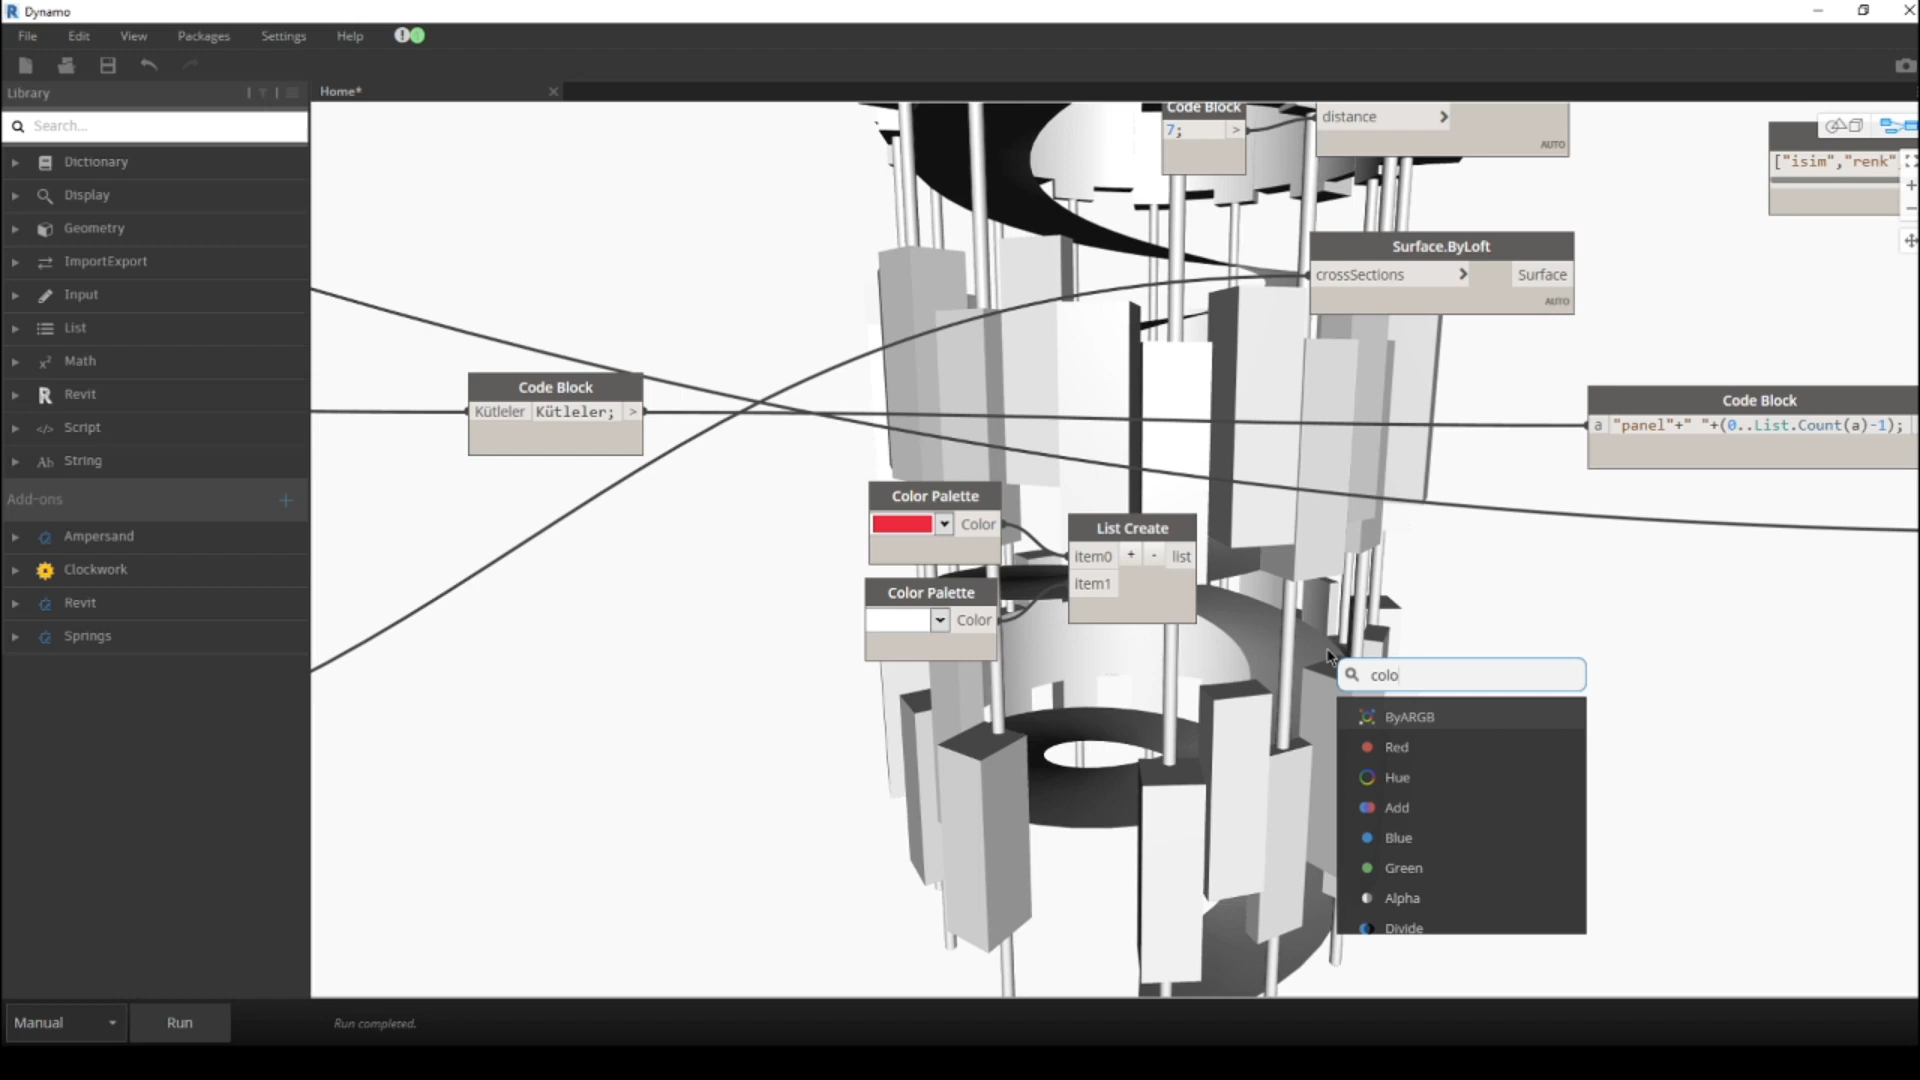 Dynamo
File Edit View Packages Settings Help
Library
Home*
Search...
Dictionary
Display
Geometry
ImportExport
Input
List
Math
Revit
Script
String
Add-ons
Ampersand
Clockwork
Revit
Springs
Code Block
7; >
distance >
AUTO
["isim","renk"
Surface.ByLoft
crossSections > Surface
AUTO
Code Block
Kütleler Kütleler; >
Code Block
a "panel"+" "+(0..List.Count(a)-1);
Color Palette
Color
Color Palette
Color
List Create
item0 + - list
item1
colo
ByARGB
Red
Hue
Add
Blue
Green
Alpha
Divide
Manual Run Run completed.